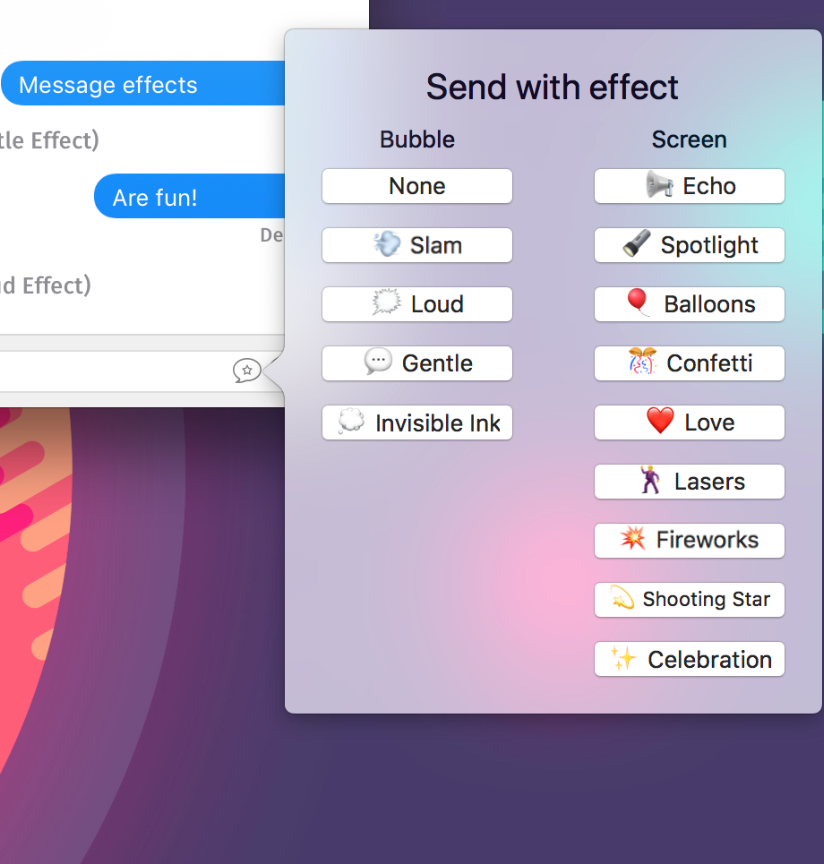 Message effects
tle Effect)
Are fun!
De
d Effect)
Send with effect
Bubble
None
Slam
Loud
Gentle
Invisible Ink
Screen
Echo
Spotlight
Balloons
Confetti
Love
Lasers
Fireworks
Shooting Star
Celebration